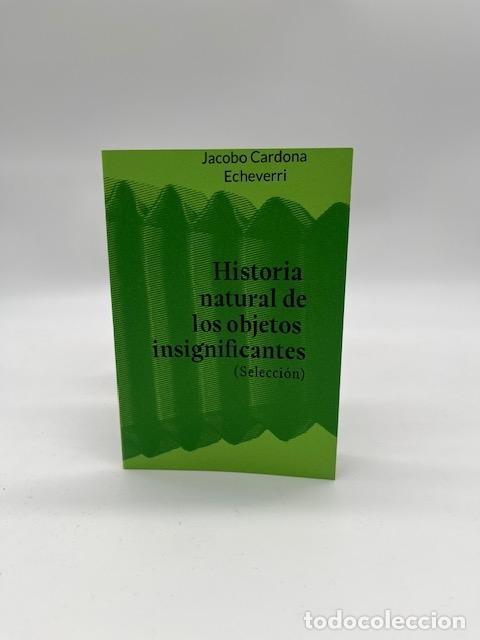 Jacobo Cardona
Echeverri
Historia
natural de
los objetos
insignificantes
(Selección)
todocoleccion